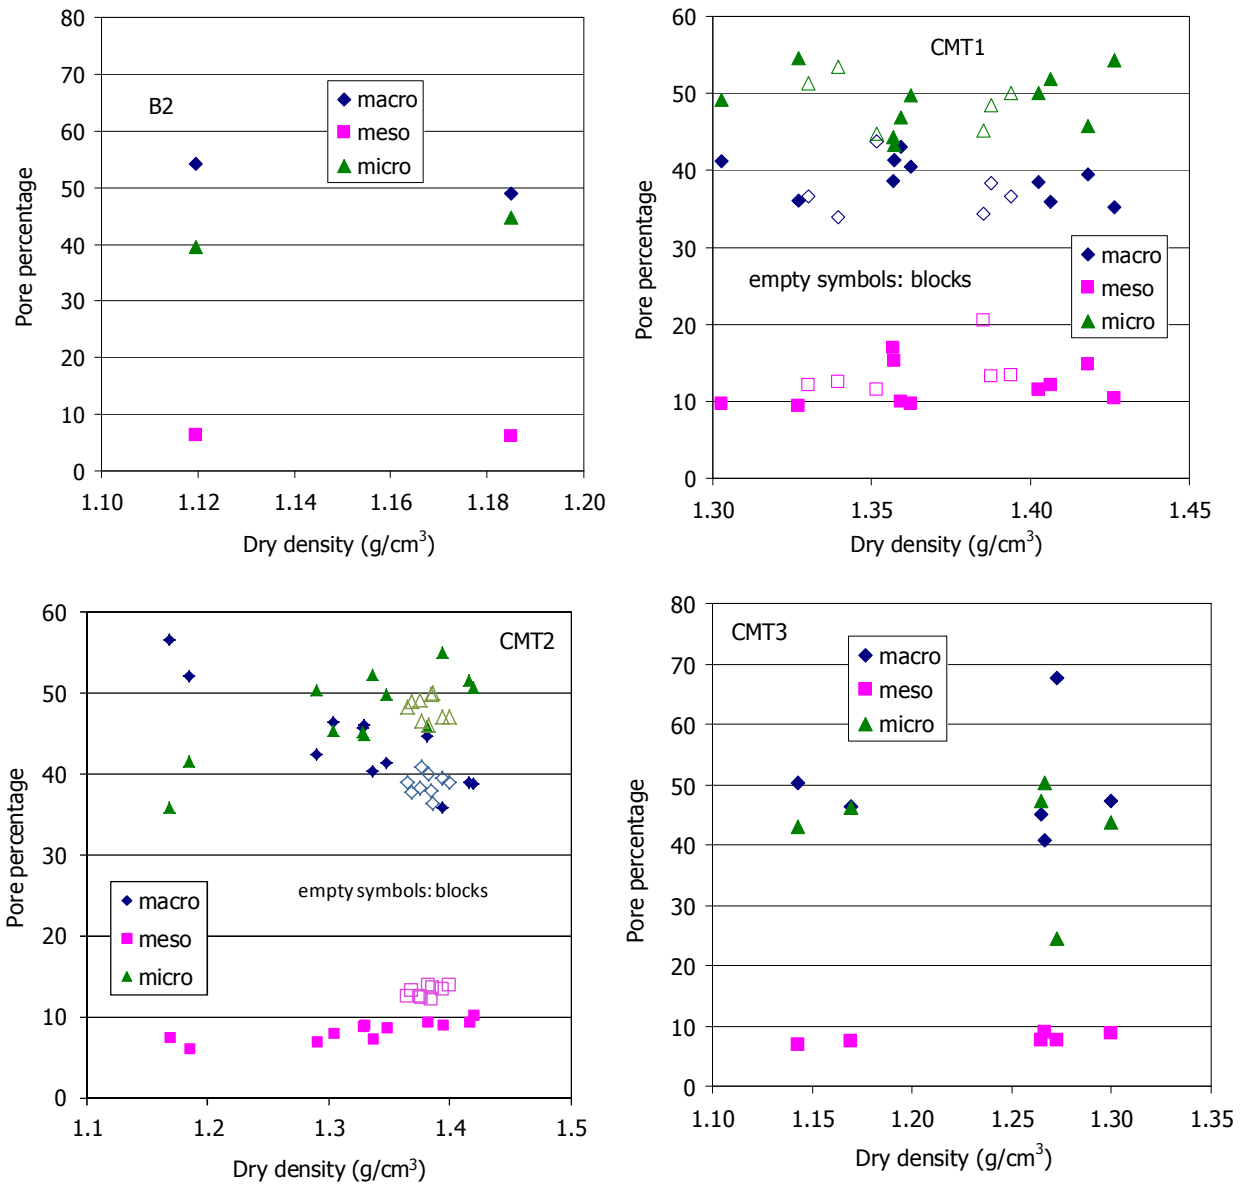 80
70
60
50
40
30
20
10
0
Pore percentage
B2
macro
meso
micro
1.10
1.12
1.14
1.16
1.18
1.20
Dry density (g/cm³)
60
50
40
30
20
10
0
Pore percentage
CMT1
empty symbols: blocks
macro
meso
micro
1.30
1.35
1.40
1.45
Dry density (g/cm³)
60
50
40
30
20
10
0
Pore percentage
CMT2
empty symbols: blocks
macro
meso
micro
1.1
1.2
1.3
1.4
1.5
Dry density (g/cm³)
80
70
60
50
40
30
20
10
0
Pore percentage
CMT3
macro
meso
micro
1.10
1.15
1.20
1.25
1.30
1.35
Dry density (g/cm³)